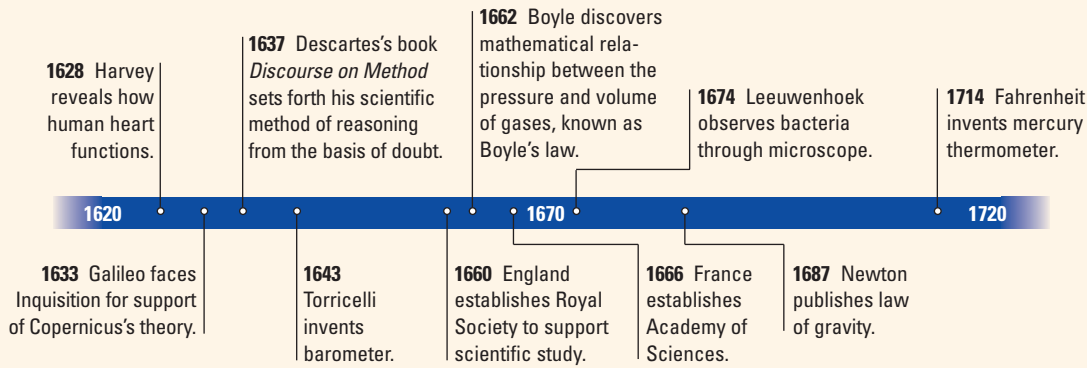 1628 Harvey
reveals how
human heart
functions.
1637 Descartes's book
Discourse on Method
sets forth his scientific
method of reasoning
from the basis of doubt.
1662 Boyle discovers
mathematical rela-
tionship between the
pressure and volume
of gases, known as
Boyle's law.
1674 Leeuwenhoek
observes bacteria
through microscope.
1714 Fahrenheit
invents mercury
thermometer.
1620 1670 1720
1633 Galileo faces
Inquisition for support
of Copernicus's theory.
1643
Torricelli
invents
barometer.
1660 England
establishes Royal
Society to support
scientific study.
1666 France
establishes
Academy of
Sciences.
1687 Newton
publishes law
of gravity.